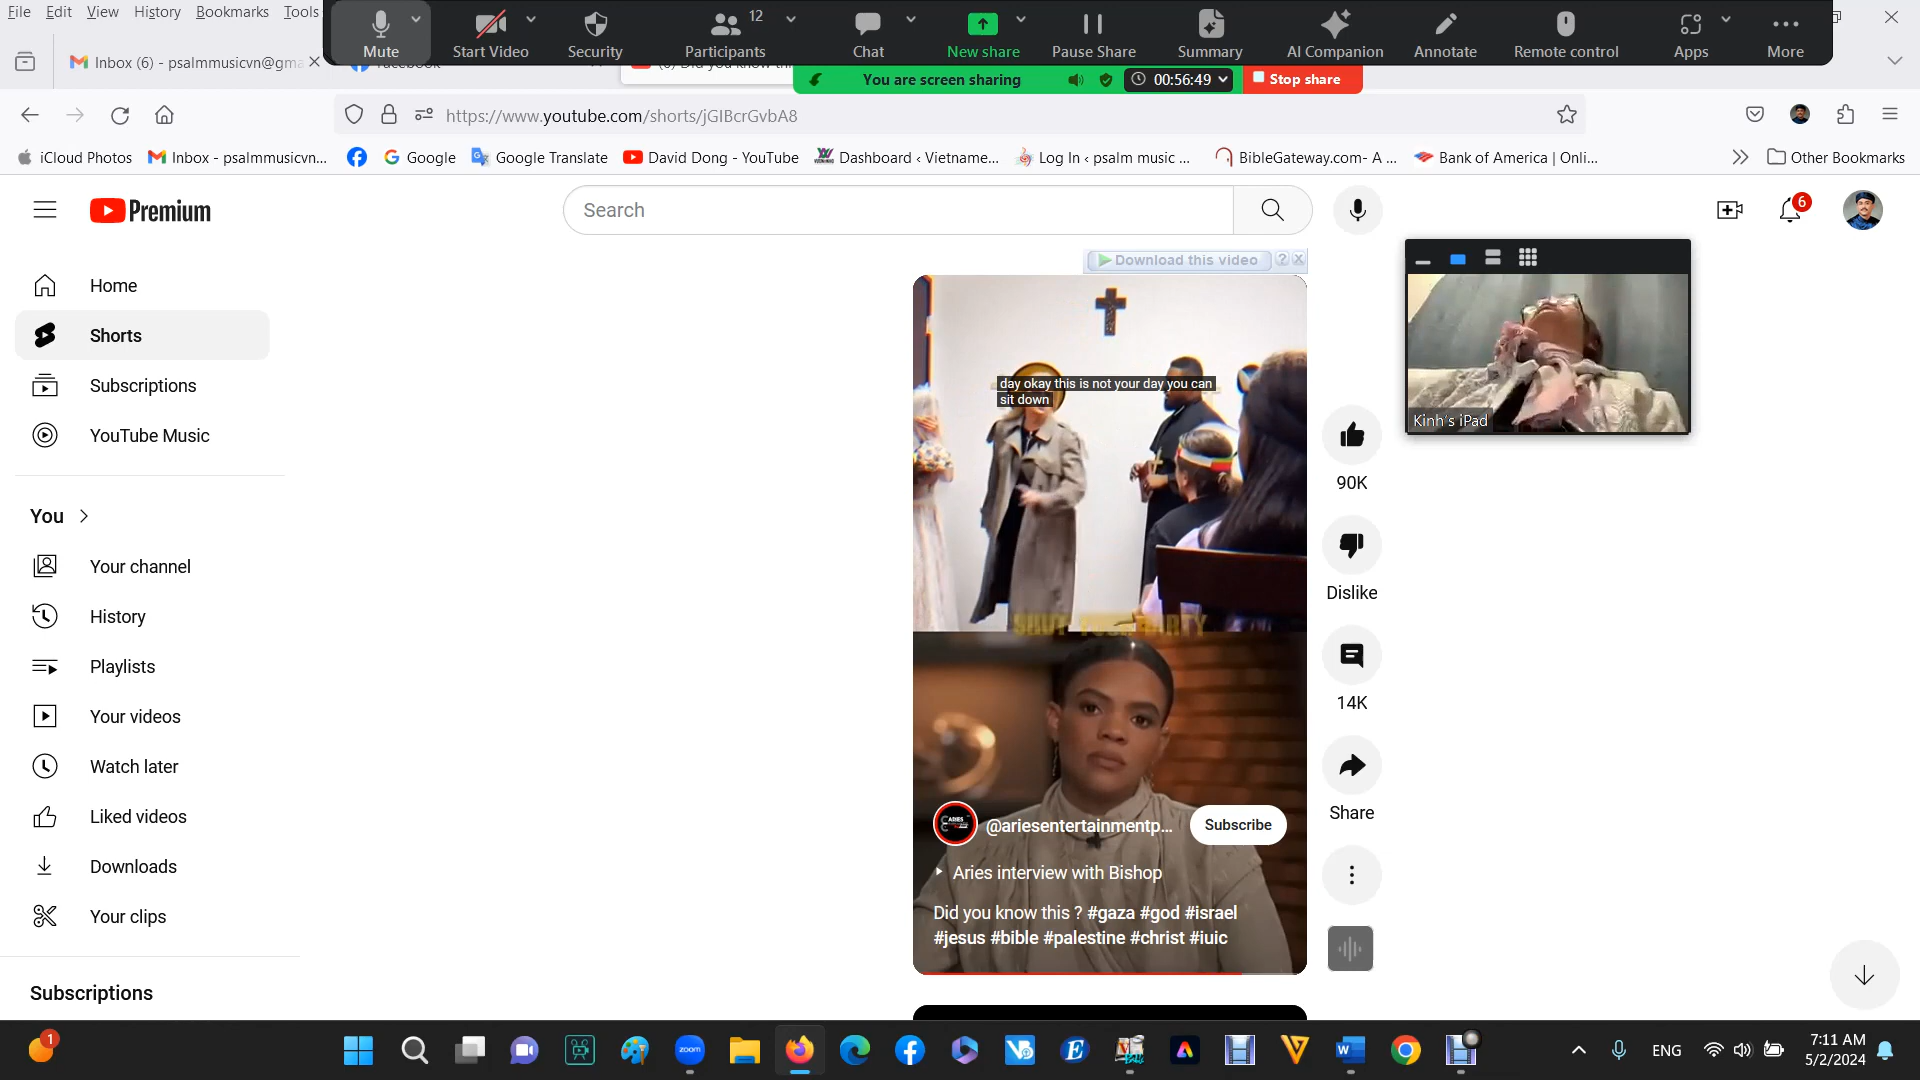 File Edit View History Bookmarks Tools
Mute
Start Video
Security
Participants
12
Chat
New share
Pause Share
Summary
AI Companion
Annotate
Remote control
Apps
More
Inbox (6) - psalmmusicvn@gma
You are screen sharing
00:56:49
Stop share
https://www.youtube.com/shorts/jGIBcrGvbA8
iCloud Photos
Inbox - psalmmusicvn...
Google
Google Translate
David Dong - YouTube
Dashboard ‹ Vietname...
Log In ‹ psalm music ...
BibleGateway.com- A ...
Bank of America | Onli...
Other Bookmarks
Premium
Search
6
Download this video
Home
Shorts
Subscriptions
YouTube Music
You
Your channel
History
Playlists
Your videos
Watch later
Liked videos
Downloads
Your clips
Subscriptions
day okay this is not your day you can
sit down
Kinh's iPad
90K
Dislike
14K
Share
@ariesentertainmentp...
Subscribe
Aries interview with Bishop
Did you know this ? #gaza #god #israel
#jesus #bible #palestine #christ #iuic
1
zoom
ENG
7:11 AM
5/2/2024